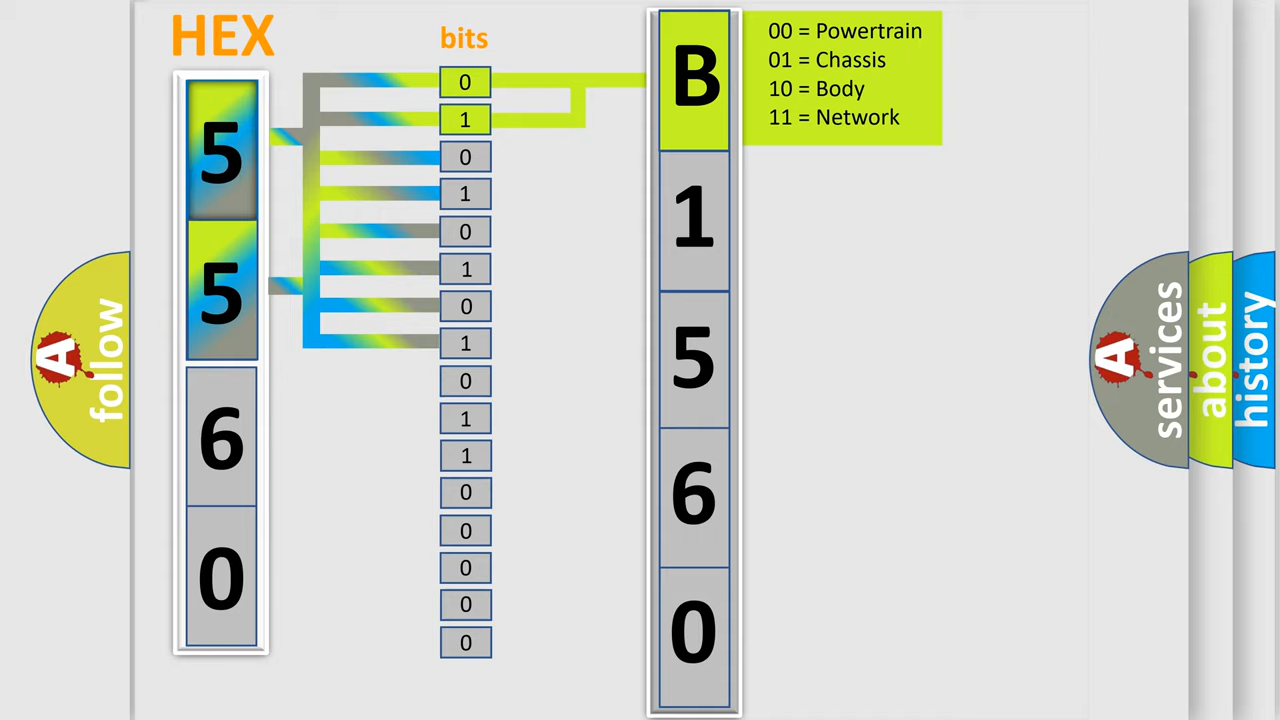 HEX
bits
5
5
6
0
0
1
0
1
0
1
0
1
0
1
1
0
0
0
0
0
B
1
5
6
0
00 = Powertrain
01 = Chassis
10 = Body
11 = Network
A
follow
A
services
about
history